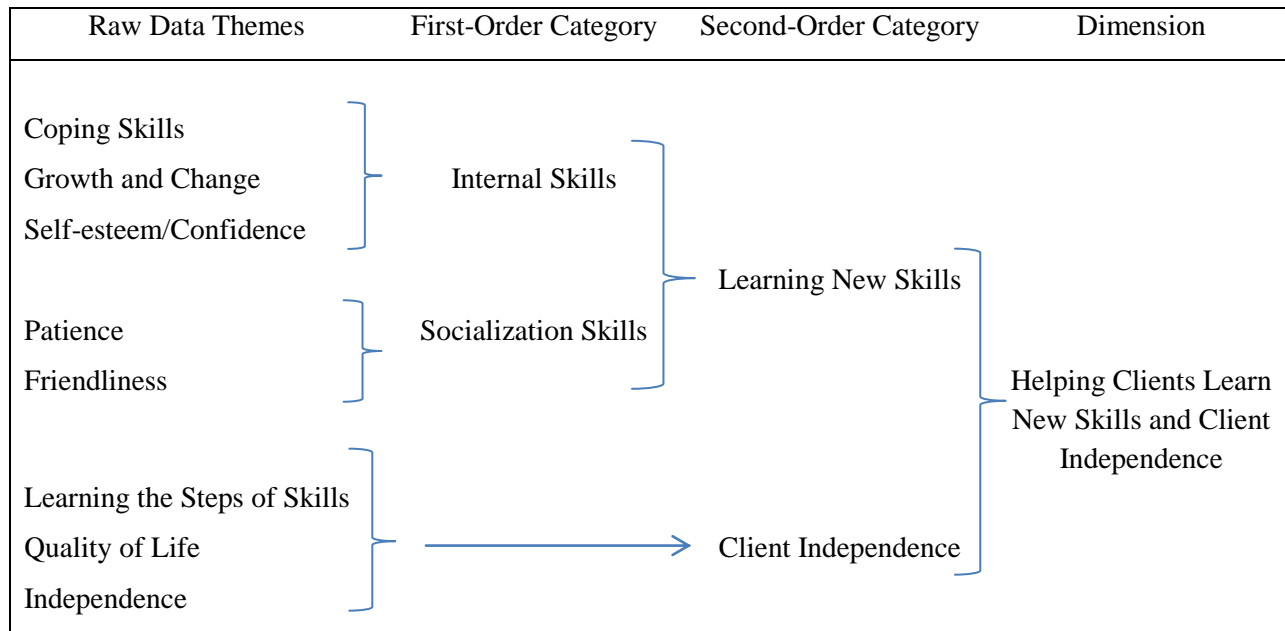 Raw Data Themes First-Order Category Second-Order Category Dimension
Coping Skills
Growth and Change Internal Skills
Self-esteem/Confidence
Learning New Skills
Patience Socialization Skills
Friendliness
Helping Clients Learn
New Skills and Client
Independence
Learning the Steps of Skills
Quality of Life Client Independence
Independence